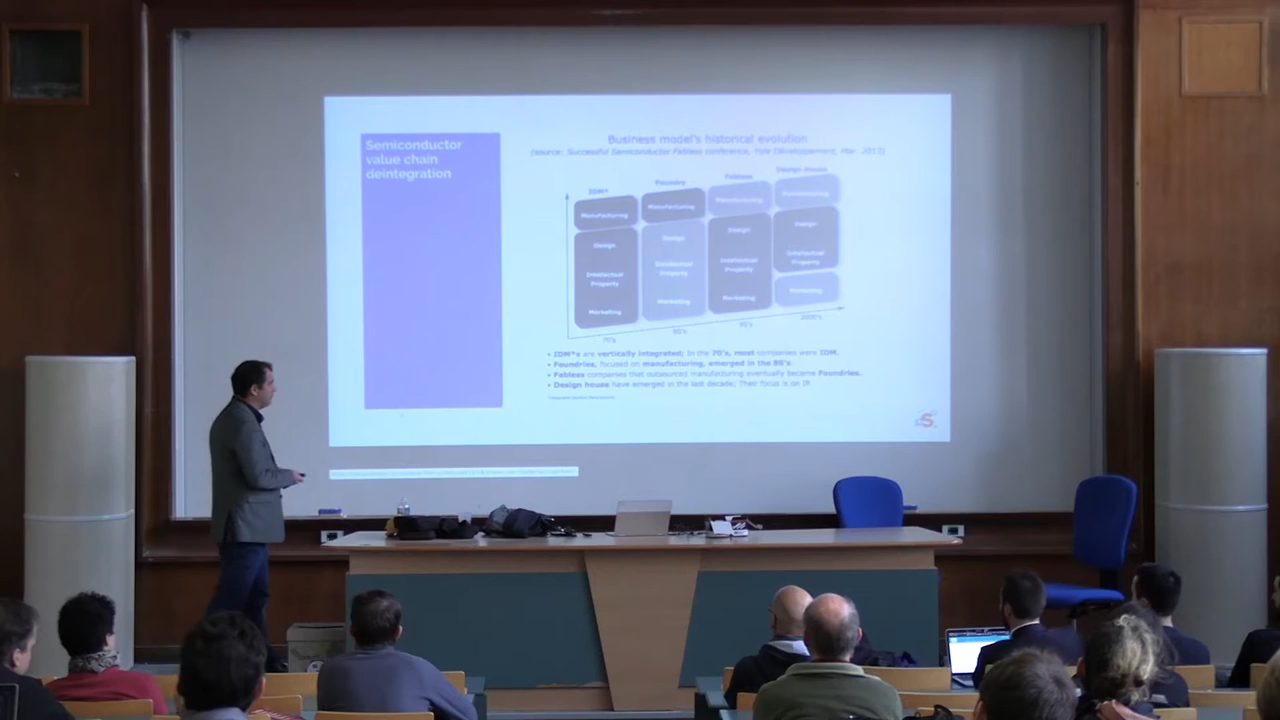 Semiconductor
value chain
deintegration
Business model's historical evolution
(source: Successful Semiconductor Fabless conference, Yole Développement, Mar. 2017)
IDM* Foundry Fabless Design house
Manufacturing Manufacturing Manufacturing Manufacturing
Design Design Design Design
Intellectual Property Intellectual Property Intellectual Property Intellectual Property
Marketing Marketing Marketing Marketing
70's 80's 90's 2000's
• IDM*s are vertically integrated; In the 70's, most companies were IDM.
• Foundries, focused on manufacturing, emerged in the 80's.
• Fabless companies that outsourced manufacturing eventually became Foundries.
• Design house have emerged in the last decade; Their focus is on IP.